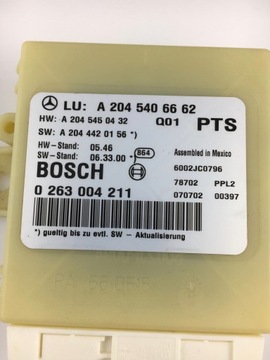 LU: A 204 540 66 62
HW: A 204 545 04 32 Q01 PTS
SW: A 204 442 01 56 *)
HW-Stand: 05.46 864 Assembled in Mexico
SW-Stand: 06.33.00 *) 6002JC0796
BOSCH 78702 PPL2
0 263 004 211 070702 00397
*) gueltig bis zu evtl. SW - Aktualisierung